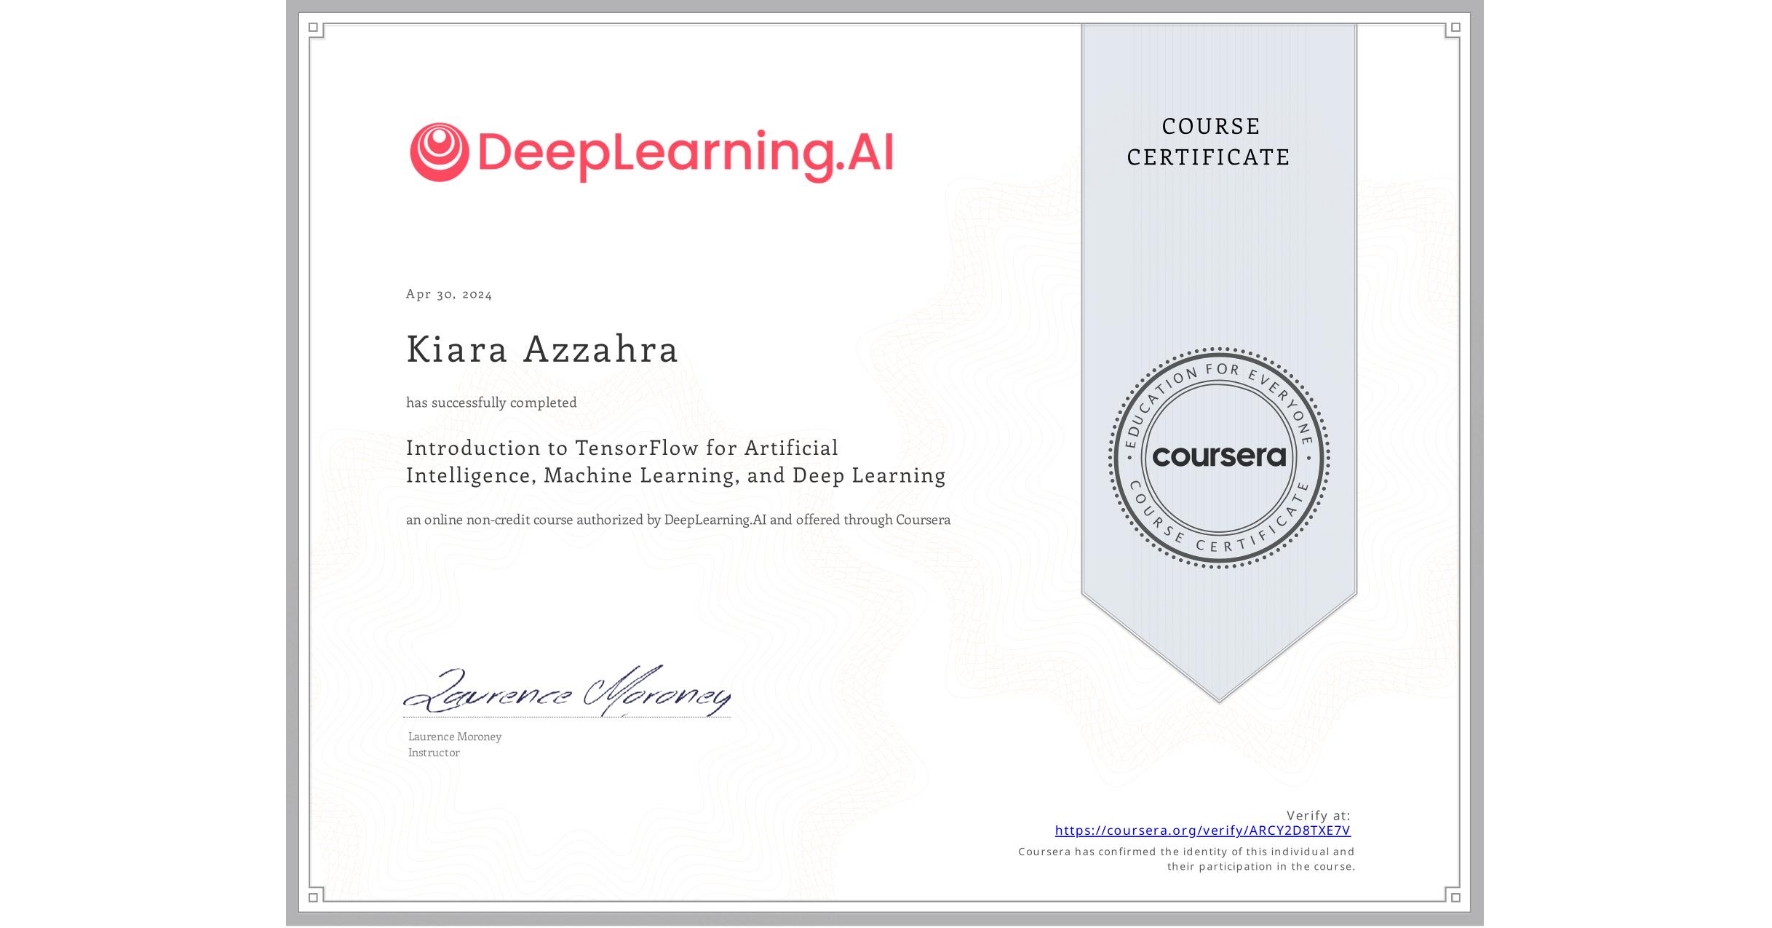 DeepLearning.AI
COURSE
CERTIFICATE
Apr 30, 2024
Kiara Azzahra
has successfully completed
Introduction to TensorFlow for Artificial
Intelligence, Machine Learning, and Deep Learning
an online non-credit course authorized by DeepLearning.AI and offered through Coursera
EDUCATION FOR EVERYONE
coursera
COURSE CERTIFICATE
Laurence Moroney
Laurence Moroney
Instructor
Verify at:
https://coursera.org/verify/ARCY2D8TXE7V
Coursera has confirmed the identity of this individual and
their participation in the course.